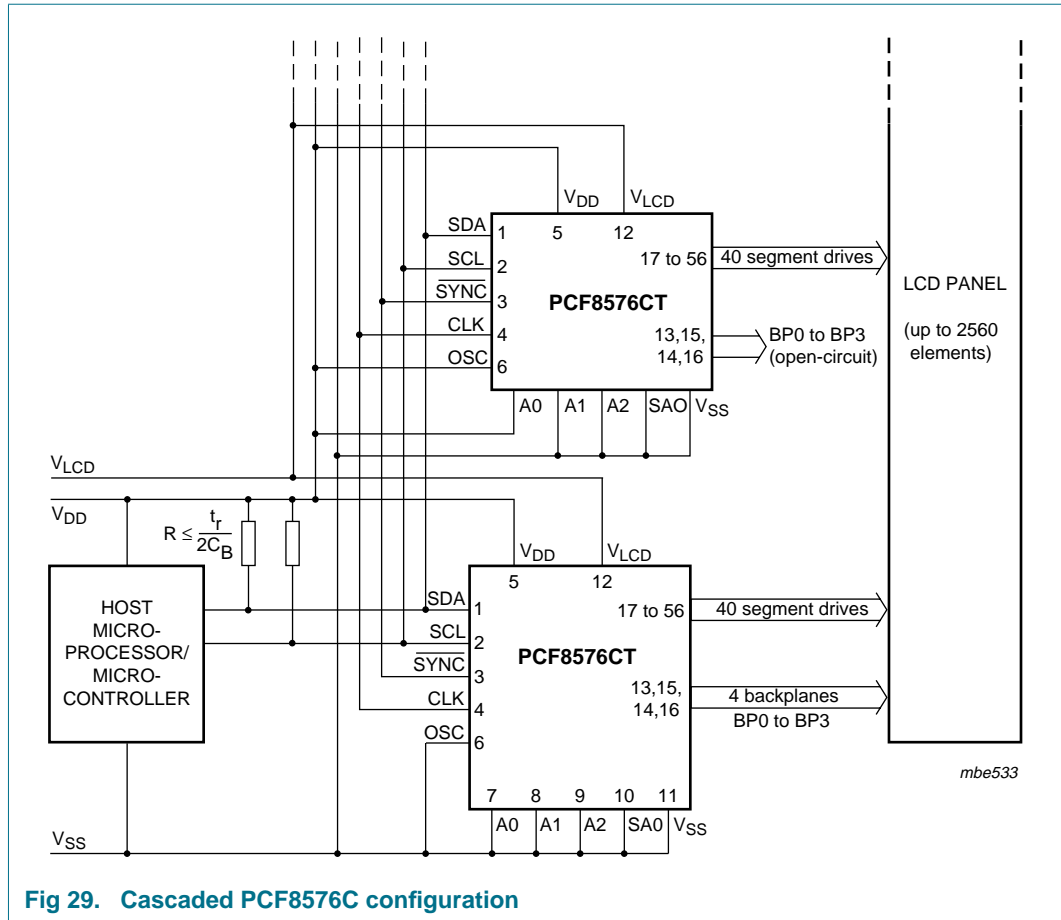 VDD
VLCD
SDA
1
5
12
SCL
2
17 to 56
40 segment drives
SYNC
3
PCF8576CT
CLK
4
13,15,
14,16
BP0 to BP3
(open-circuit)
OSC
6
A0
A1
A2
SAO
VSS
LCD PANEL
(up to 2560
elements)
VLCD
VDD
R ≤ tr
2CB
VDD
VLCD
5
12
HOST
MICRO-
PROCESSOR/
MICRO-
CONTROLLER
SDA
1
17 to 56
40 segment drives
SCL
2
SYNC
3
PCF8576CT
CLK
4
13,15,
14,16
4 backplanes
BP0 to BP3
OSC
6
7
8
9
10
11
A0
A1
A2
SA0
VSS
VSS
mbe533
Fig 29. Cascaded PCF8576C configuration